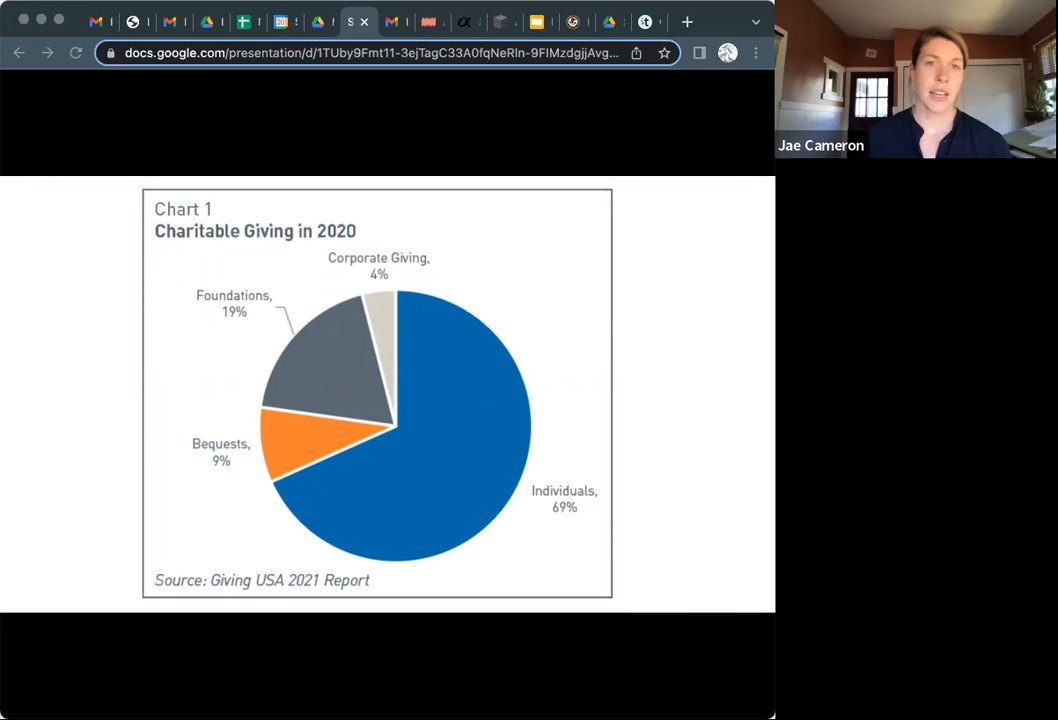 S
docs.google.com/presentation/d/1TUby9Fmt11-3ejTagC33A0fqNeRln-9FIMzdgjjAvg...
Jae Cameron
Chart 1
Charitable Giving in 2020
Corporate Giving,
4%
Foundations,
19%
Bequests,
9%
Individuals,
69%
Source: Giving USA 2021 Report